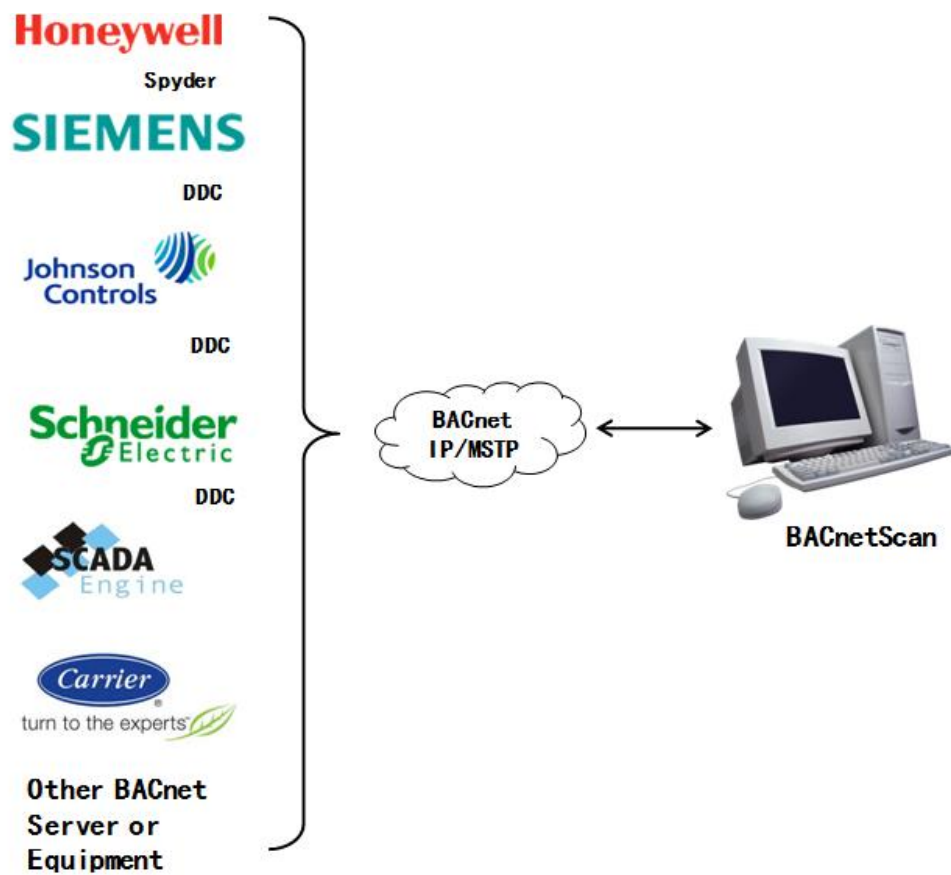 Honeywell
Spyder
SIEMENS
DDC
Johnson
Controls
DDC
Schneider
Electric
DDC
SCADA
Engine
Carrier
®
turn to the experts™
Other BACnet
Server or
Equipment
BACnet
IP/MSTP
BACnetScan